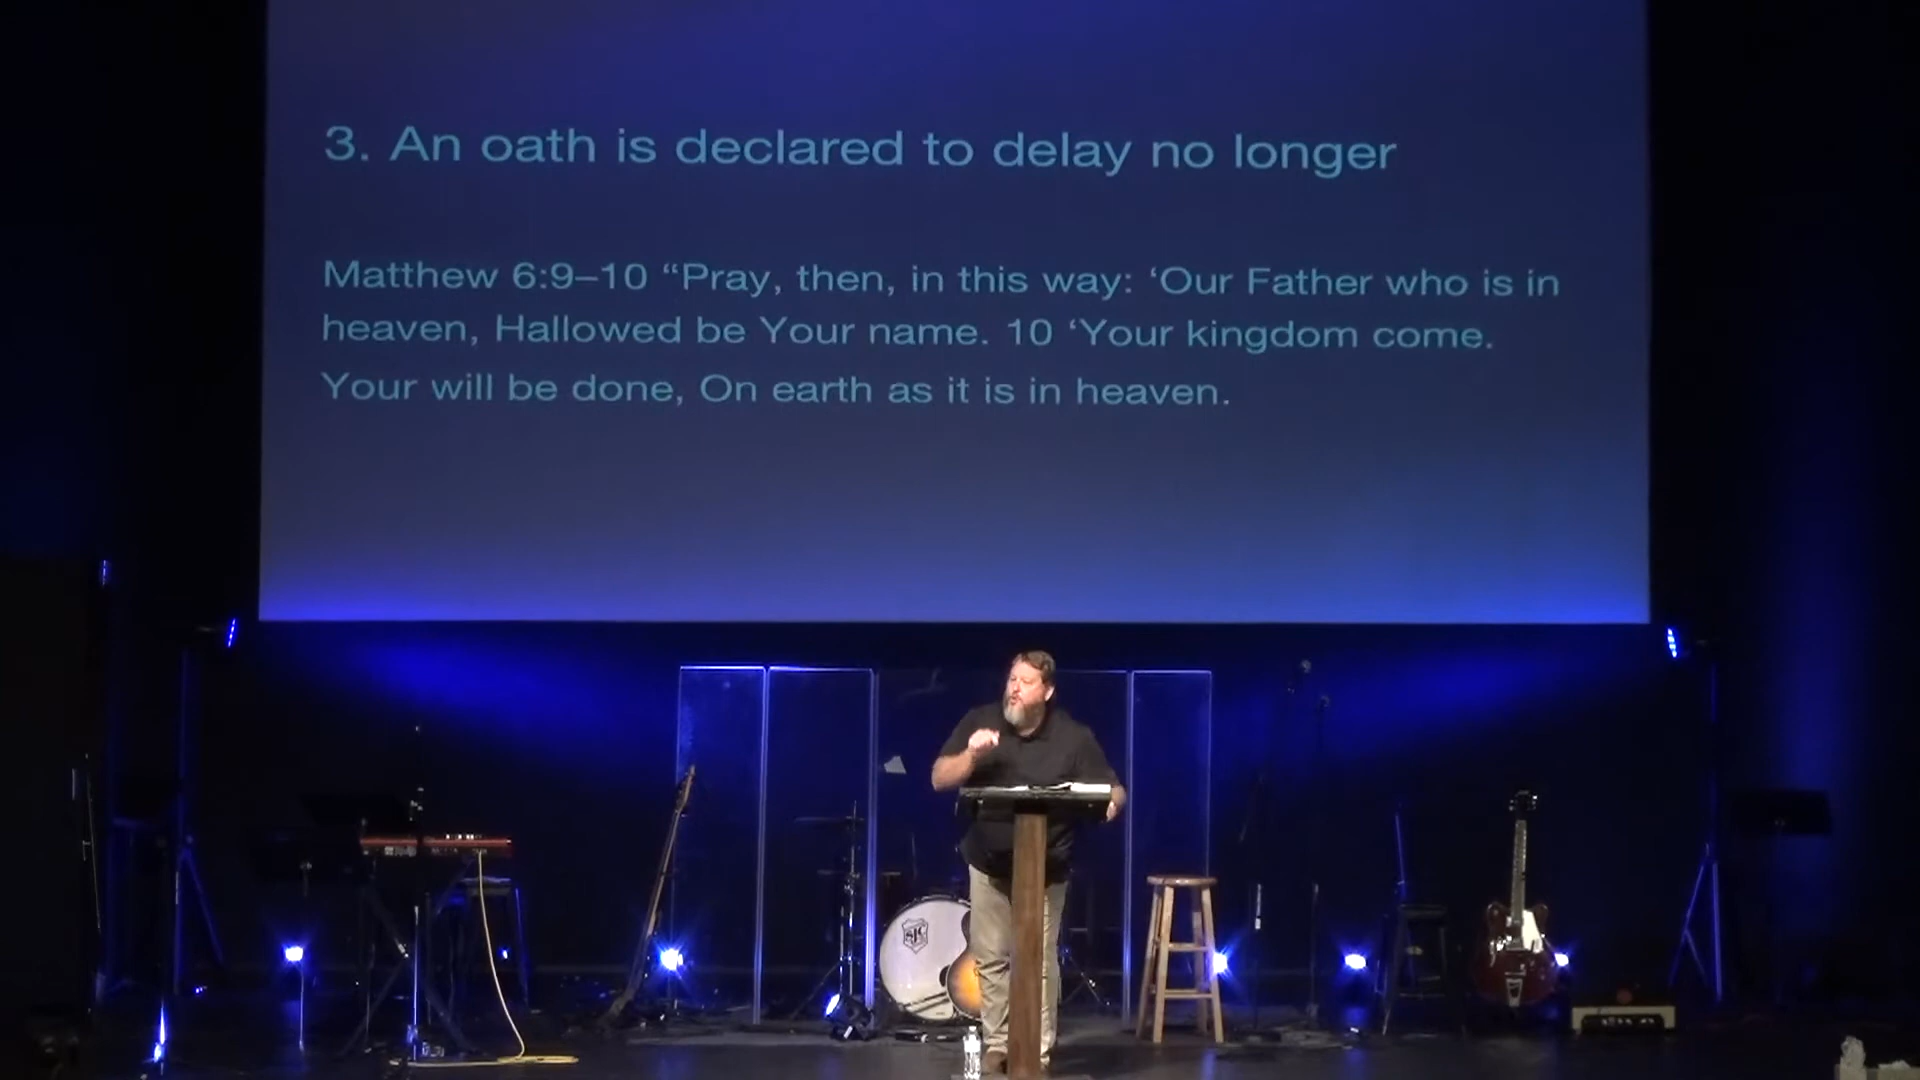 3. An oath is declared to delay no longer
Matthew 6:9–10 “Pray, then, in this way: ‘Our Father who is in
heaven, Hallowed be Your name. 10 ‘Your kingdom come.
Your will be done, On earth as it is in heaven.
SJC